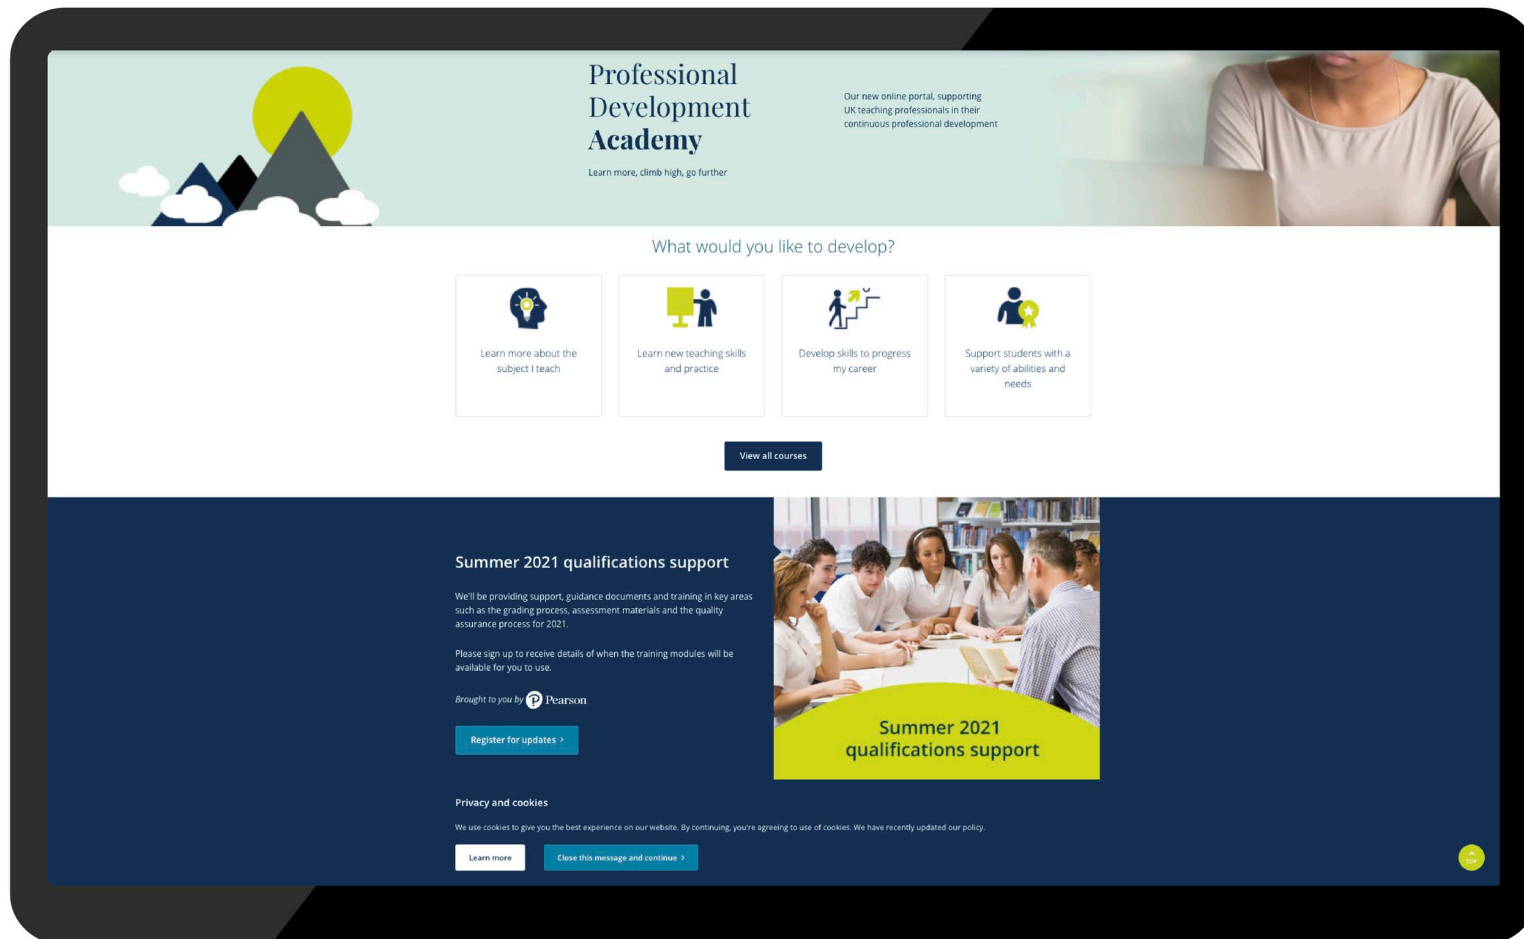 Professional
Development
Academy
Learn more, climb high, go further
Our new online portal, supporting
UK teaching professionals in their
continuous professional development
What would you like to develop?
Learn more about the
subject I teach
Learn new teaching skills
and practice
Develop skills to progress
my career
Support students with a
variety of abilities and
needs
View all courses
Summer 2021 qualifications support
We'll be providing support, guidance documents and training in key areas
such as the grading process, assessment materials and the quality
assurance process for 2021.
Please sign up to receive details of when the training modules will be
available for you to use.
Brought to you by P Pearson
Register for updates >
Summer 2021
qualifications support
Privacy and cookies
We use cookies to give you the best experience on our website. By continuing, you're agreeing to use of cookies. We have recently updated our policy.
Learn more
Close this message and continue >
TOP